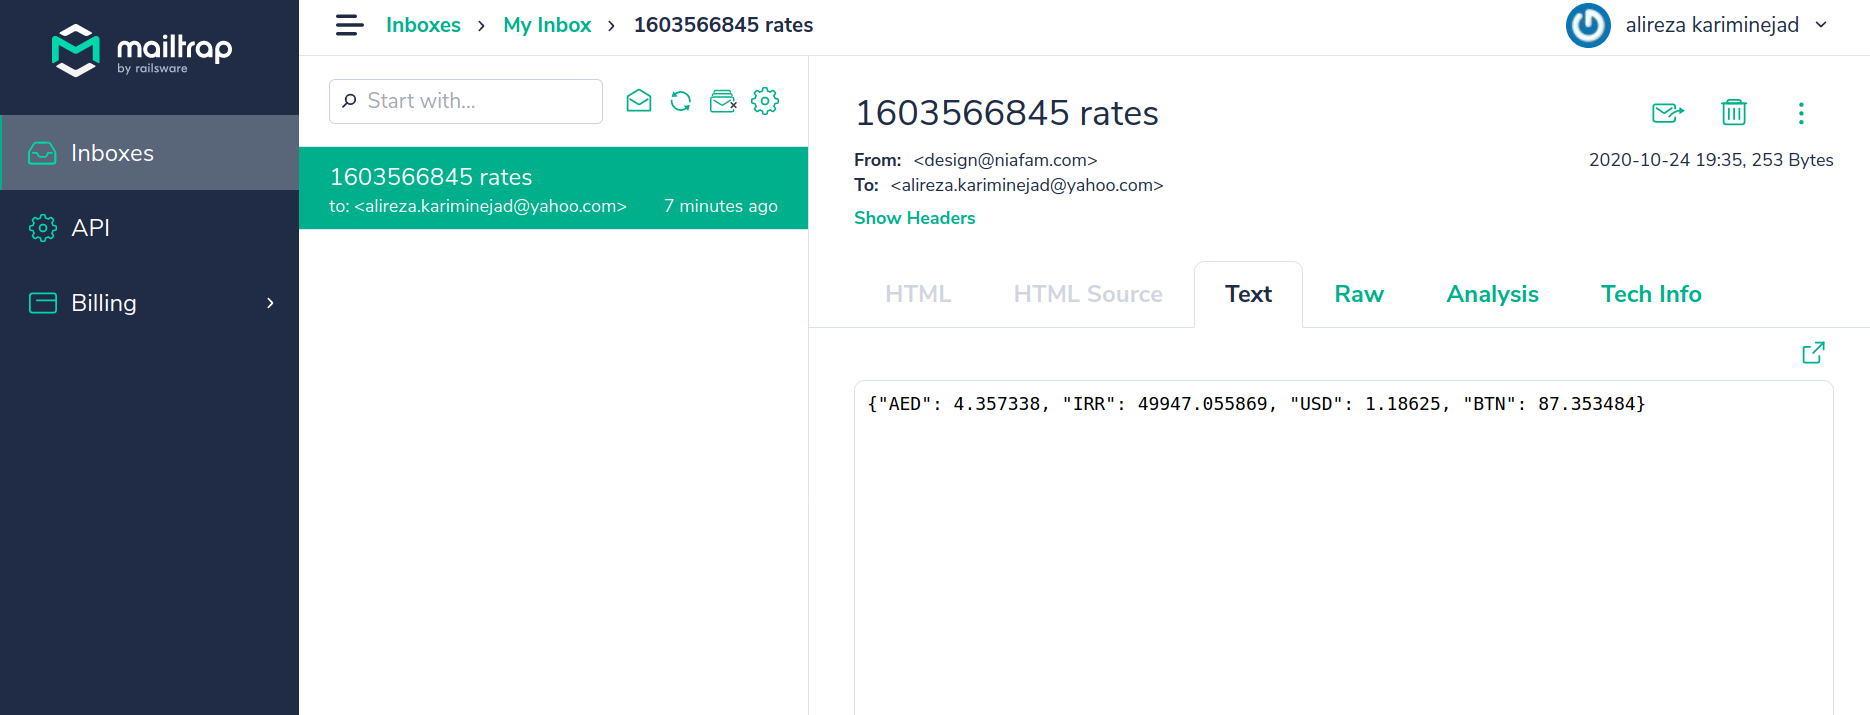 mailtrap
by railsware
Inboxes
API
Billing
Inboxes > My Inbox > 1603566845 rates
alireza kariminejad
Start with...
1603566845 rates
to: <alireza.kariminejad@yahoo.com> 7 minutes ago
1603566845 rates
From: <design@niafam.com> 2020-10-24 19:35, 253 Bytes
To: <alireza.kariminejad@yahoo.com>
Show Headers
HTML HTML Source Text Raw Analysis Tech Info
{"AED": 4.357338, "IRR": 49947.055869, "USD": 1.18625, "BTN": 87.353484}